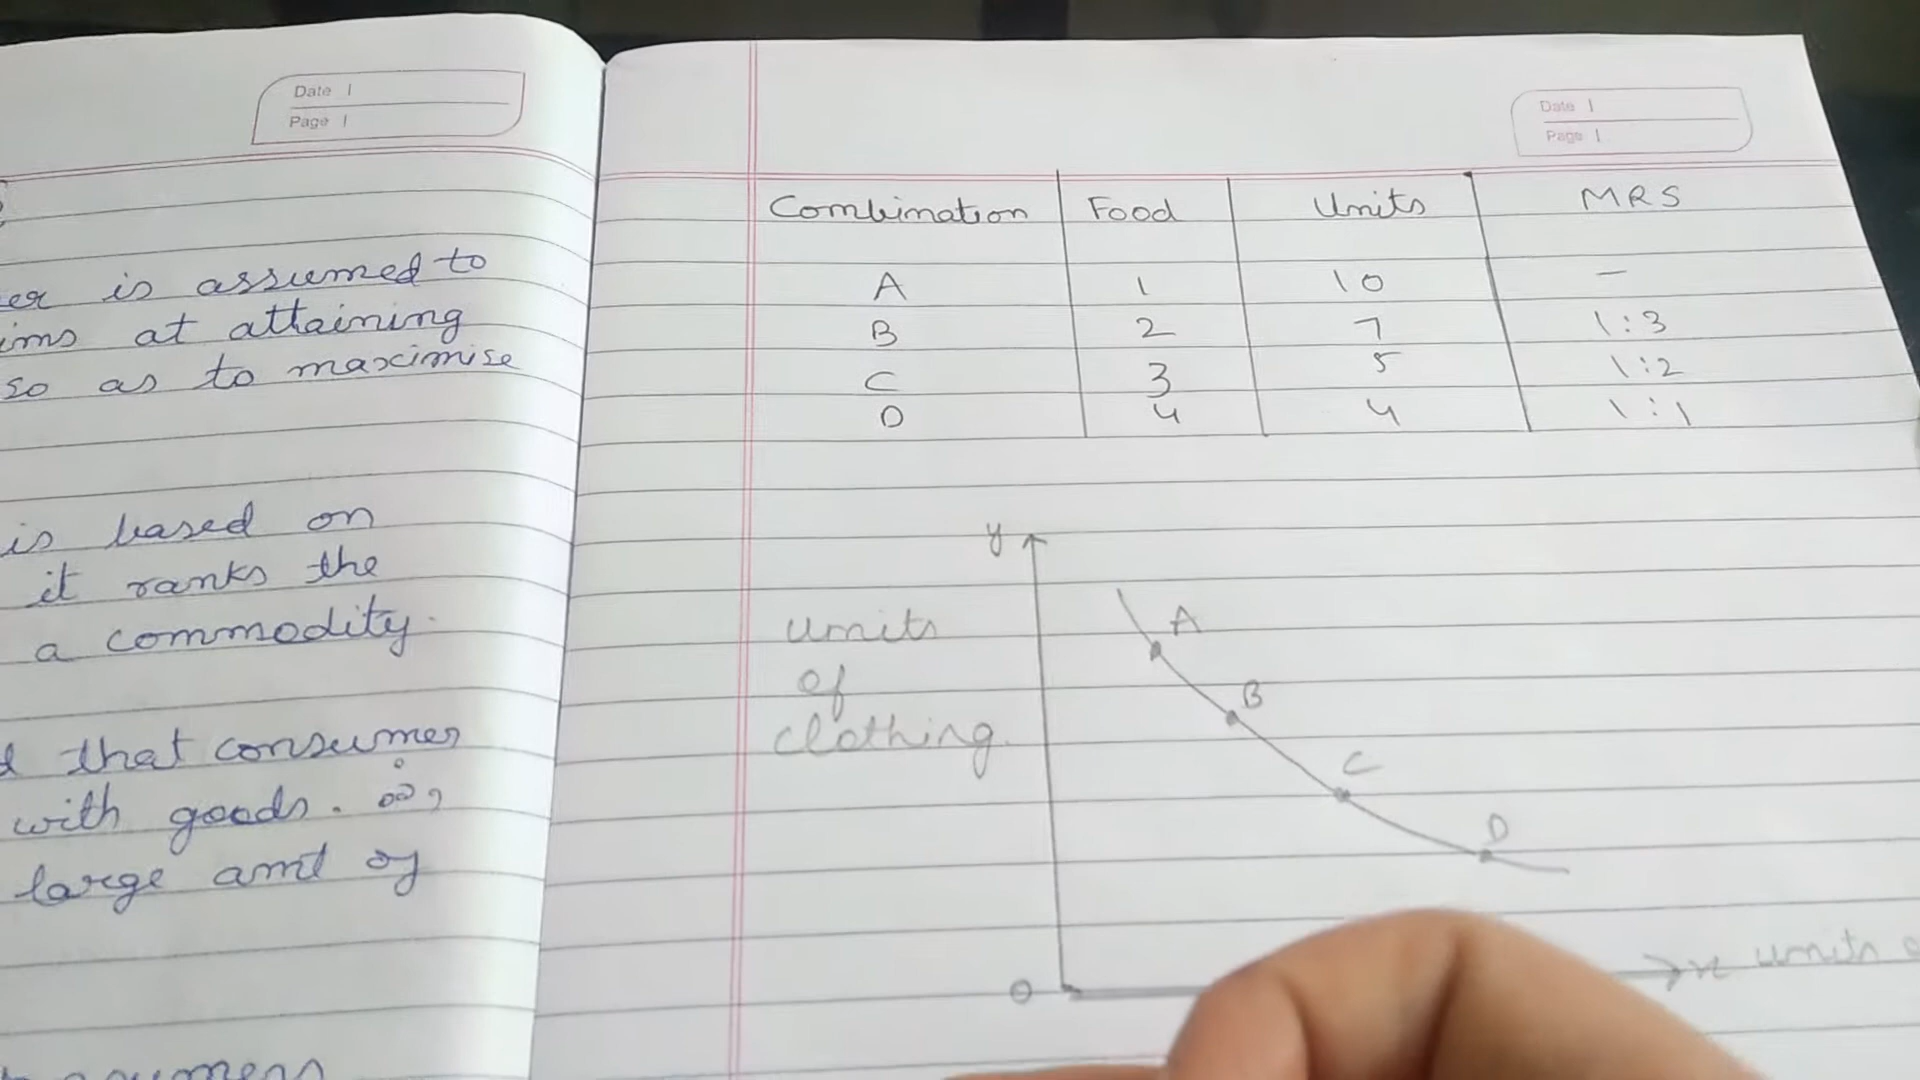 Date
Page
er is assumed to
ims at attaining
so as to maximise
is based on
it ranks the
a commodity.
that consumer
with goods.
large amt of
Date
Page
Combination Food Units MRS
A 1 10 —
B 2 7 1:3
C 3 5 1:2
D 4 4 1:1
y
units
of
clothing.
A
B
C
D
O
x units